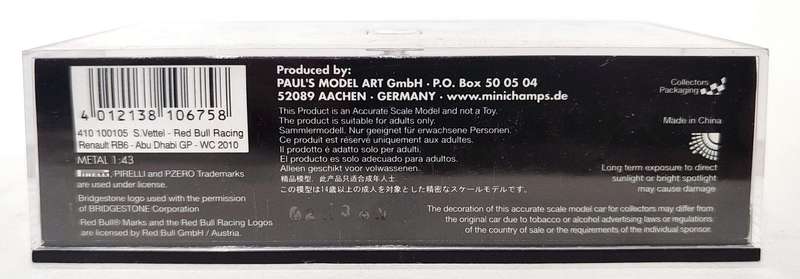 4 012138 106758
410 100105 S.Vettel - Red Bull Racing
Renault RB6 - Abu Dhabi GP - WC 2010
METAL 1:43
PIRELLI, PIRELLI and PZERO Trademarks
are used under license.
Bridgestone logo used with the permission
of BRIDGESTONE Corporation
Red Bull® Marks and the Red Bull Racing Logos
are licensed by Red Bull GmbH / Austria.
Produced by:
PAUL'S MODEL ART GmbH · P.O. Box 50 05 04
52089 AACHEN · GERMANY · www.minichamps.de
This Product is an Accurate Scale Model and not a Toy.
The product is suitable for adults only.
Sammlermodell. Nur geeignet für erwachsene Personen.
Ce produit est réservé uniquement aux adultes.
Il prodotto é adatto solo per adulti.
El producto es solo adecuado para adultos.
Alleen geschikt voor volwassenen.
精品模型. 此产品只适合成年人士
この模型は14歳以上の成人を対象とした精密なスケールモデルです。
Collectors
Packaging
Made in China
Long term exposure to direct
sunlight or bright spotlight
may cause damage
The decoration of this accurate scale model car for collectors may differ from
the original car due to tobacco or alcohol advertising laws or regulations
of the country of sale or the requirements of the individual sponsor.